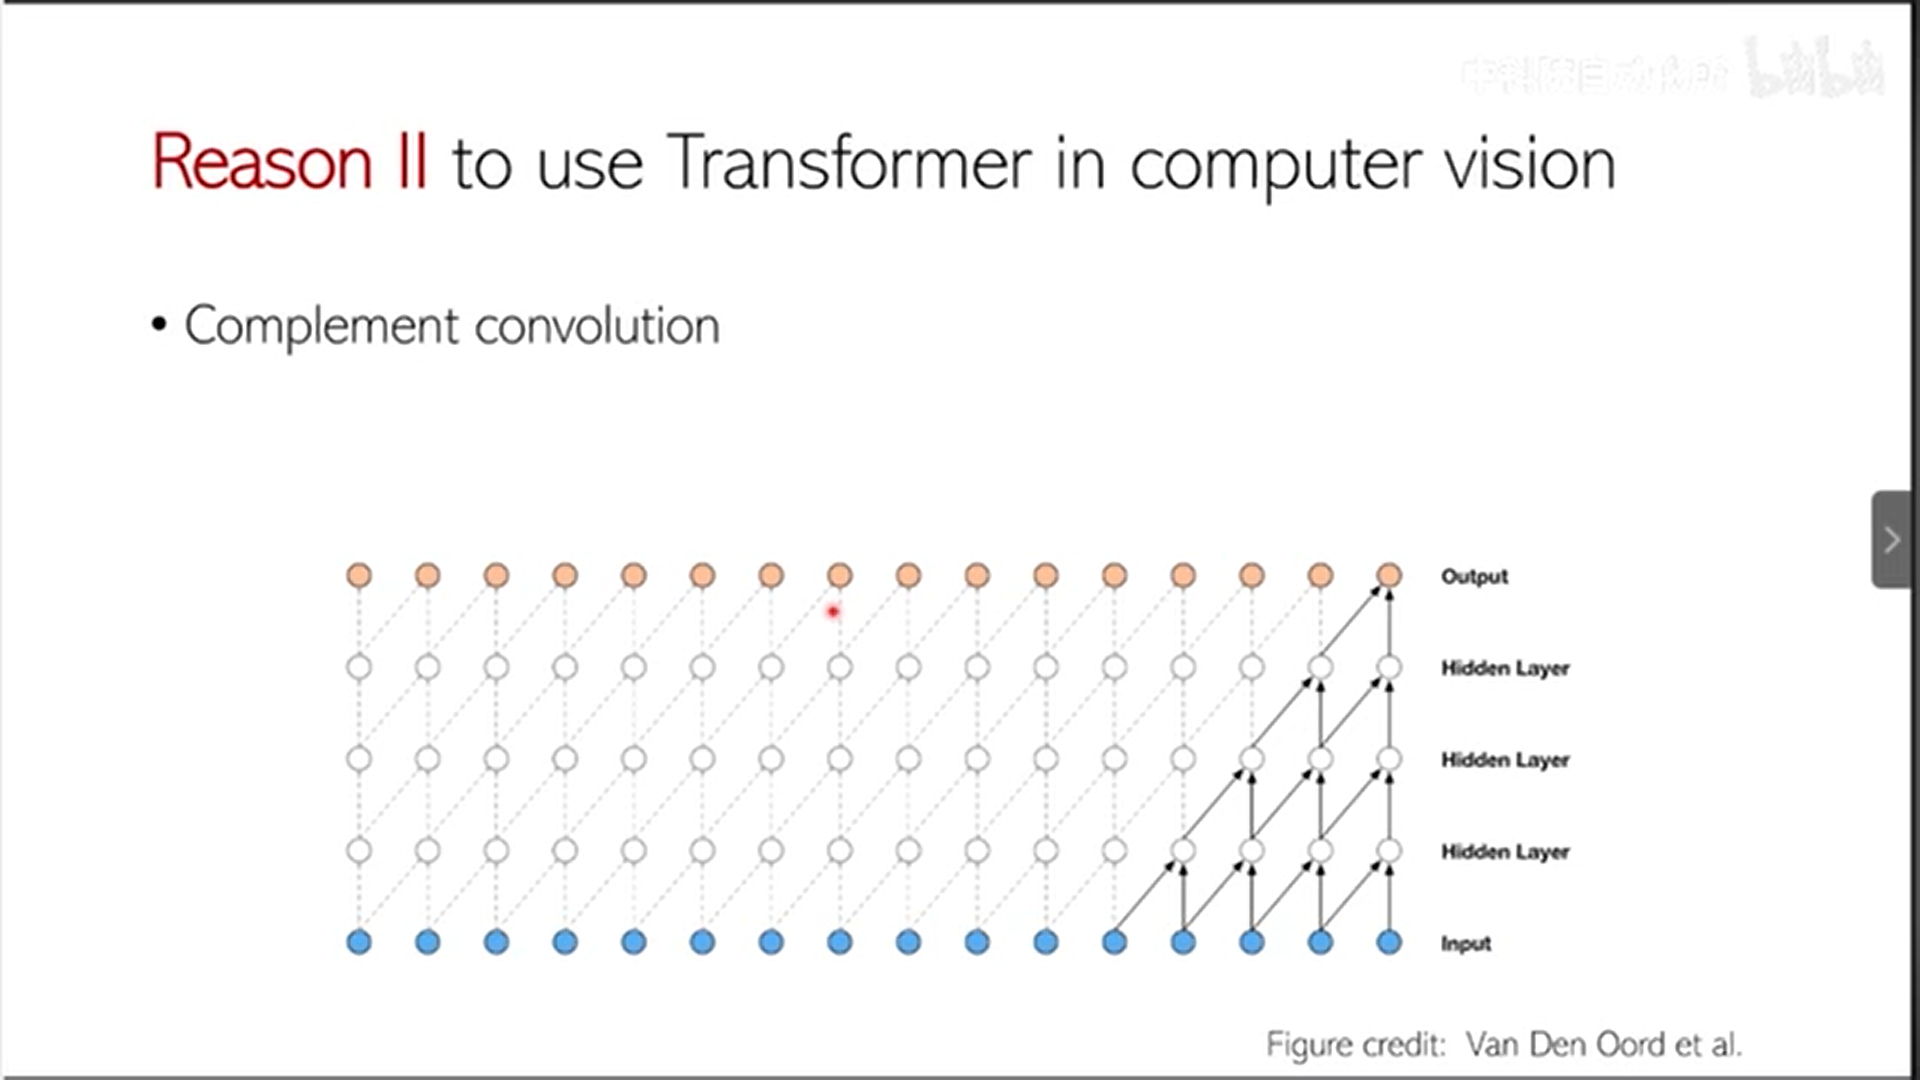 Reason II to use Transformer in computer vision
• Complement convolution
Output
Hidden Layer
Hidden Layer
Hidden Layer
Input
Figure credit: Van Den Oord et al.